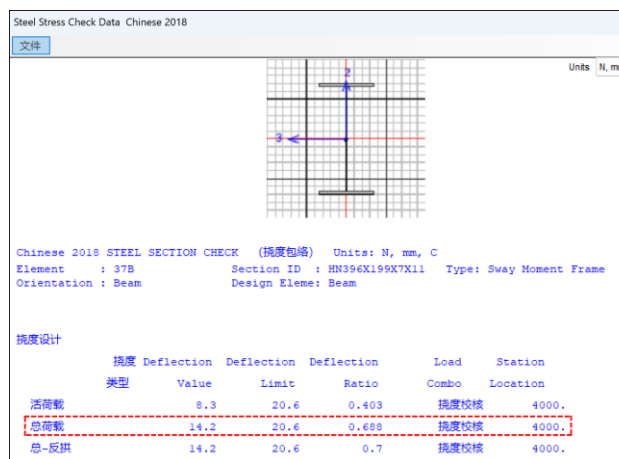 Steel Stress Check Data Chinese 2018
文件
Units N, m
2
3
Chinese 2018 STEEL SECTION CHECK (挠度包络) Units: N, mm, C
Element : 37B Section ID : HN396X199X7X11 Type: Sway Moment Frame
Orientation : Beam Design Eleme: Beam
挠度设计
挠度 Deflection Deflection Deflection Load Station
类型 Value Limit Ratio Combo Location
活荷载 8.3 20.6 0.403 挠度校核 4000.
总荷载 14.2 20.6 0.688 挠度校核 4000.
总-反拱 14.2 20.6 0.7 挠度校核 4000.